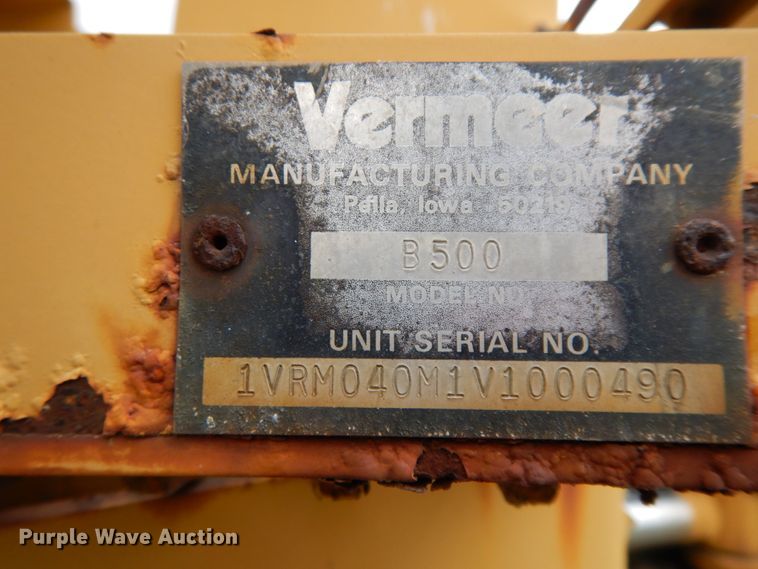 Vermeer
MANUFACTURING COMPANY
Pella, Iowa 50219
B500
MODEL NO.
UNIT SERIAL NO.
1VRM040M1V1000490
Purple Wave Auction